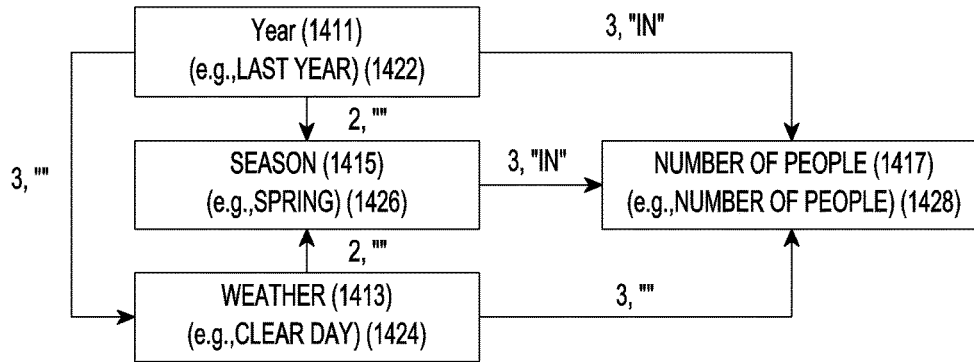 Year (1411)
(e.g.,LAST YEAR) (1422)
3, "IN"
2, ""
3, ""
SEASON (1415)
(e.g.,SPRING) (1426)
3, "IN"
NUMBER OF PEOPLE (1417)
(e.g.,NUMBER OF PEOPLE) (1428)
2, ""
WEATHER (1413)
(e.g.,CLEAR DAY) (1424)
3, ""